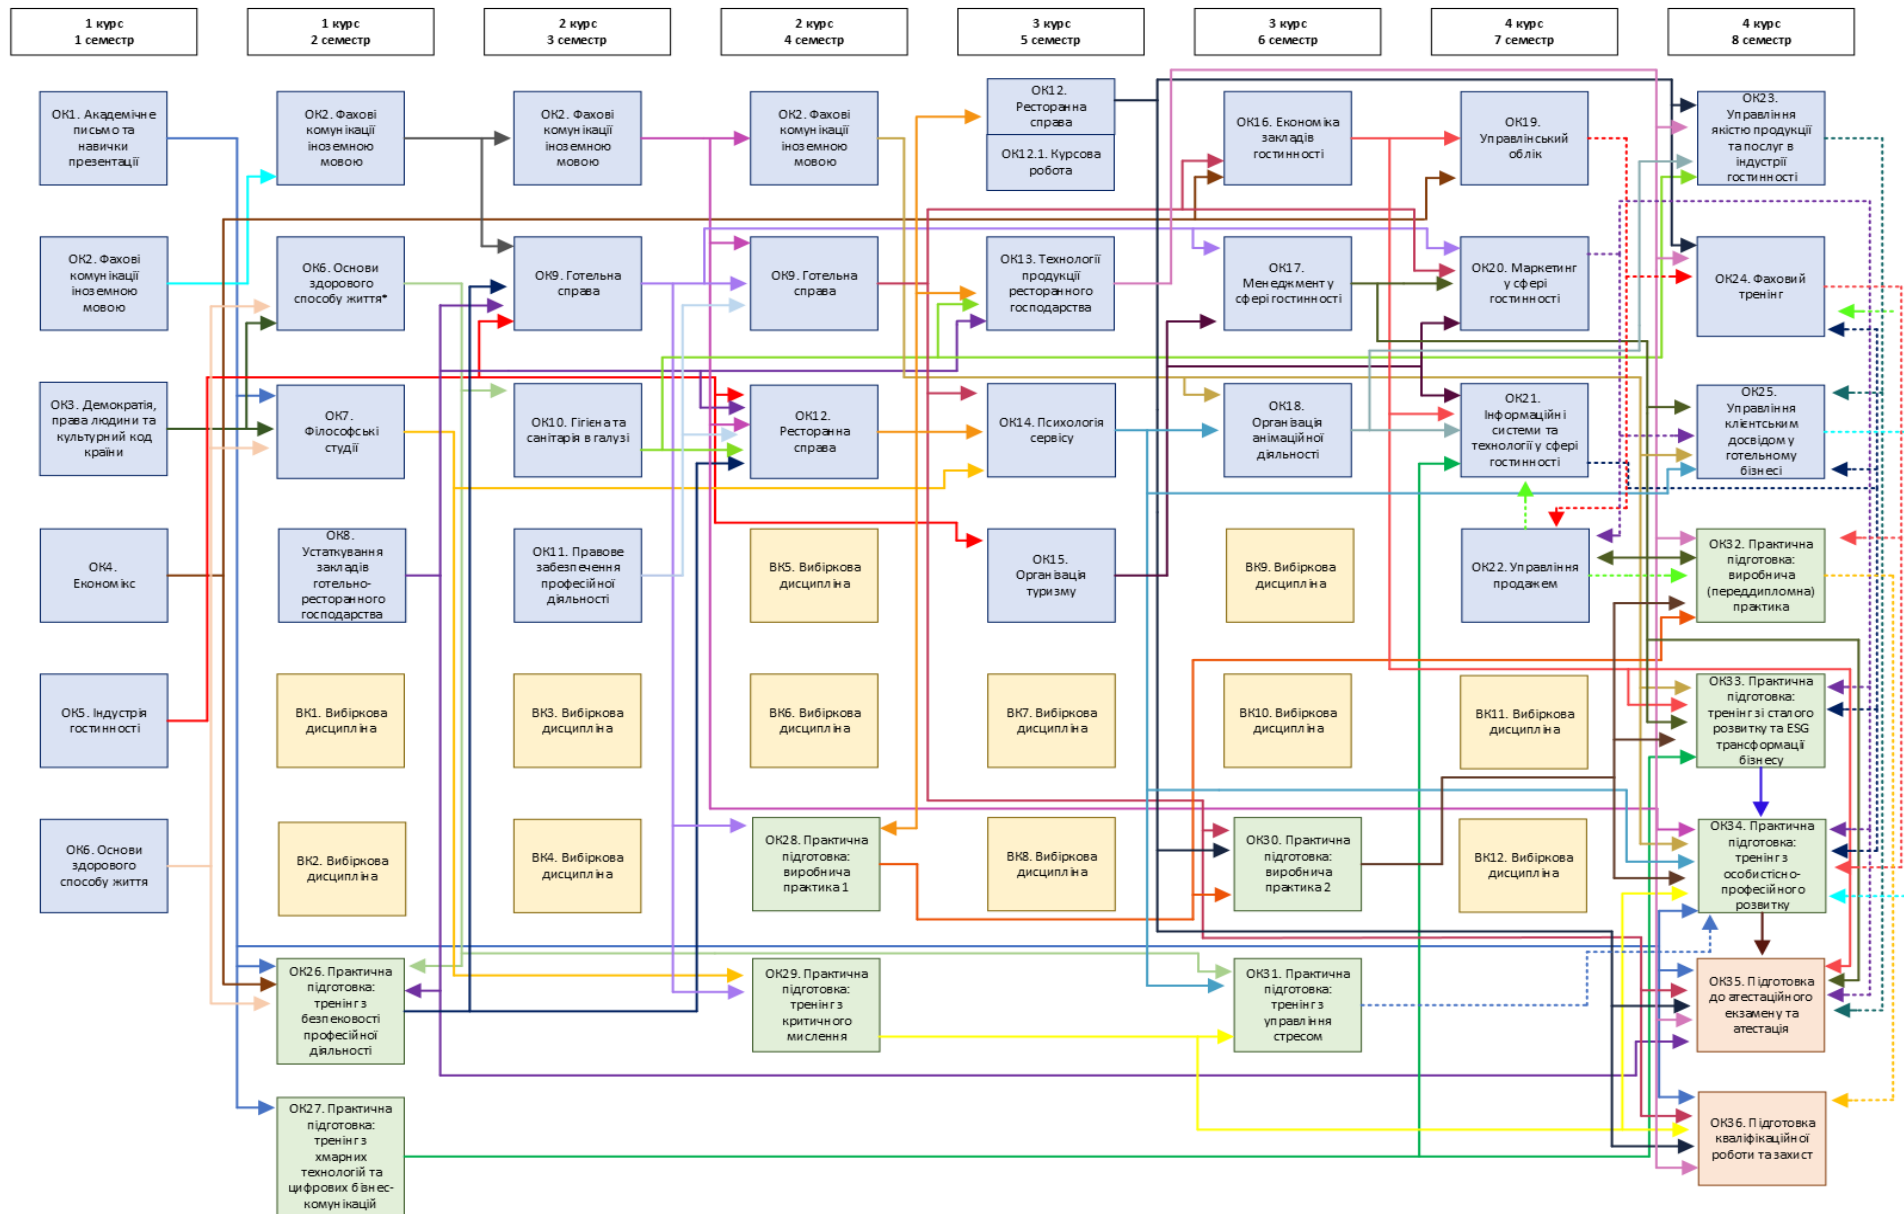 1 курс
1 семестр
1 курс
2 семестр
2 курс
3 семестр
2 курс
4 семестр
3 курс
5 семестр
3 курс
6 семестр
4 курс
7 семестр
4 курс
8 семестр
ОК1. Академічне
письмо та
навички
презентації
ОК2. Фахові
комунікації
іноземною
мовою
ОК3. Демократія,
права людини та
культурний код
країни
ОК4.
Економікс
ОК5. Індустрія
гостинності
ОК6. Основи
здорового
способу життя
ОК2. Фахові
комунікації
іноземною
мовою
ОК6. Основи
здорового
способу життя*
ОК7.
Філософські
студії
ОК8.
Устаткування
закладів
готельно-
ресторанного
господарства
ВК1. Вибіркова
дисципліна
ВК2. Вибіркова
дисципліна
ОК26. Практична
підготовка:
тренінг з
безпековості
професійної
діяльності
ОК27. Практична
підготовка:
тренінг з
хмарних
технологій та
цифрових бізнес-
комунікацій
ОК2. Фахові
комунікації
іноземною
мовою
ОК9. Готельна
справа
ОК10. Гігієна та
санітарія в галузі
ОК11. Правове
забезпечення
професійної
діяльності
ВК3. Вибіркова
дисципліна
ВК4. Вибіркова
дисципліна
ОК2. Фахові
комунікації
іноземною
мовою
ОК9. Готельна
справа
ОК12.
Ресторанна
справа
ВК5. Вибіркова
дисципліна
ВК6. Вибіркова
дисципліна
ОК28. Практична
підготовка:
виробнича
практика 1
ОК29. Практична
підготовка:
тренінг з
критичного
мислення
ОК12.
Ресторанна
справа
ОК12.1. Курсова
робота
ОК13. Технології
продукції
ресторанного
господарства
ОК14. Психологія
сервісу
ОК15.
Організація
туризму
ВК7. Вибіркова
дисципліна
ВК8. Вибіркова
дисципліна
ОК16. Економіка
закладів
гостинності
ОК17.
Менеджмент у
сфері гостинності
ОК18.
Організація
анімаційної
діяльності
ВК9. Вибіркова
дисципліна
ВК10. Вибіркова
дисципліна
ОК30. Практична
підготовка:
виробнича
практика 2
ОК31. Практична
підготовка:
тренінг з
управління
стресом
ОК19.
Управлінський
облік
ОК20. Маркетинг
у сфері
гостинності
ОК21.
Інформаційні
системи та
технології у сфері
гостинності
ОК22. Управління
продажем
ВК11. Вибіркова
дисципліна
ВК12. Вибіркова
дисципліна
ОК23.
Управління
якістю продукції
та послуг в
індустрії
гостинності
ОК24. Фаховий
тренінг
ОК25.
Управління
клієнтським
досвідом у
готельному
бізнесі
ОК32. Практична
підготовка:
виробнича
(переддипломна)
практика
ОК33. Практична
підготовка:
тренінг зі сталого
розвитку та ESG
трансформації
бізнесу
ОК34. Практична
підготовка:
тренінг з
особистісно-
професійного
розвитку
ОК35. Підготовка
до атестаційного
екзамену та
атестація
ОК36. Підготовка
кваліфікаційної
роботи та захист